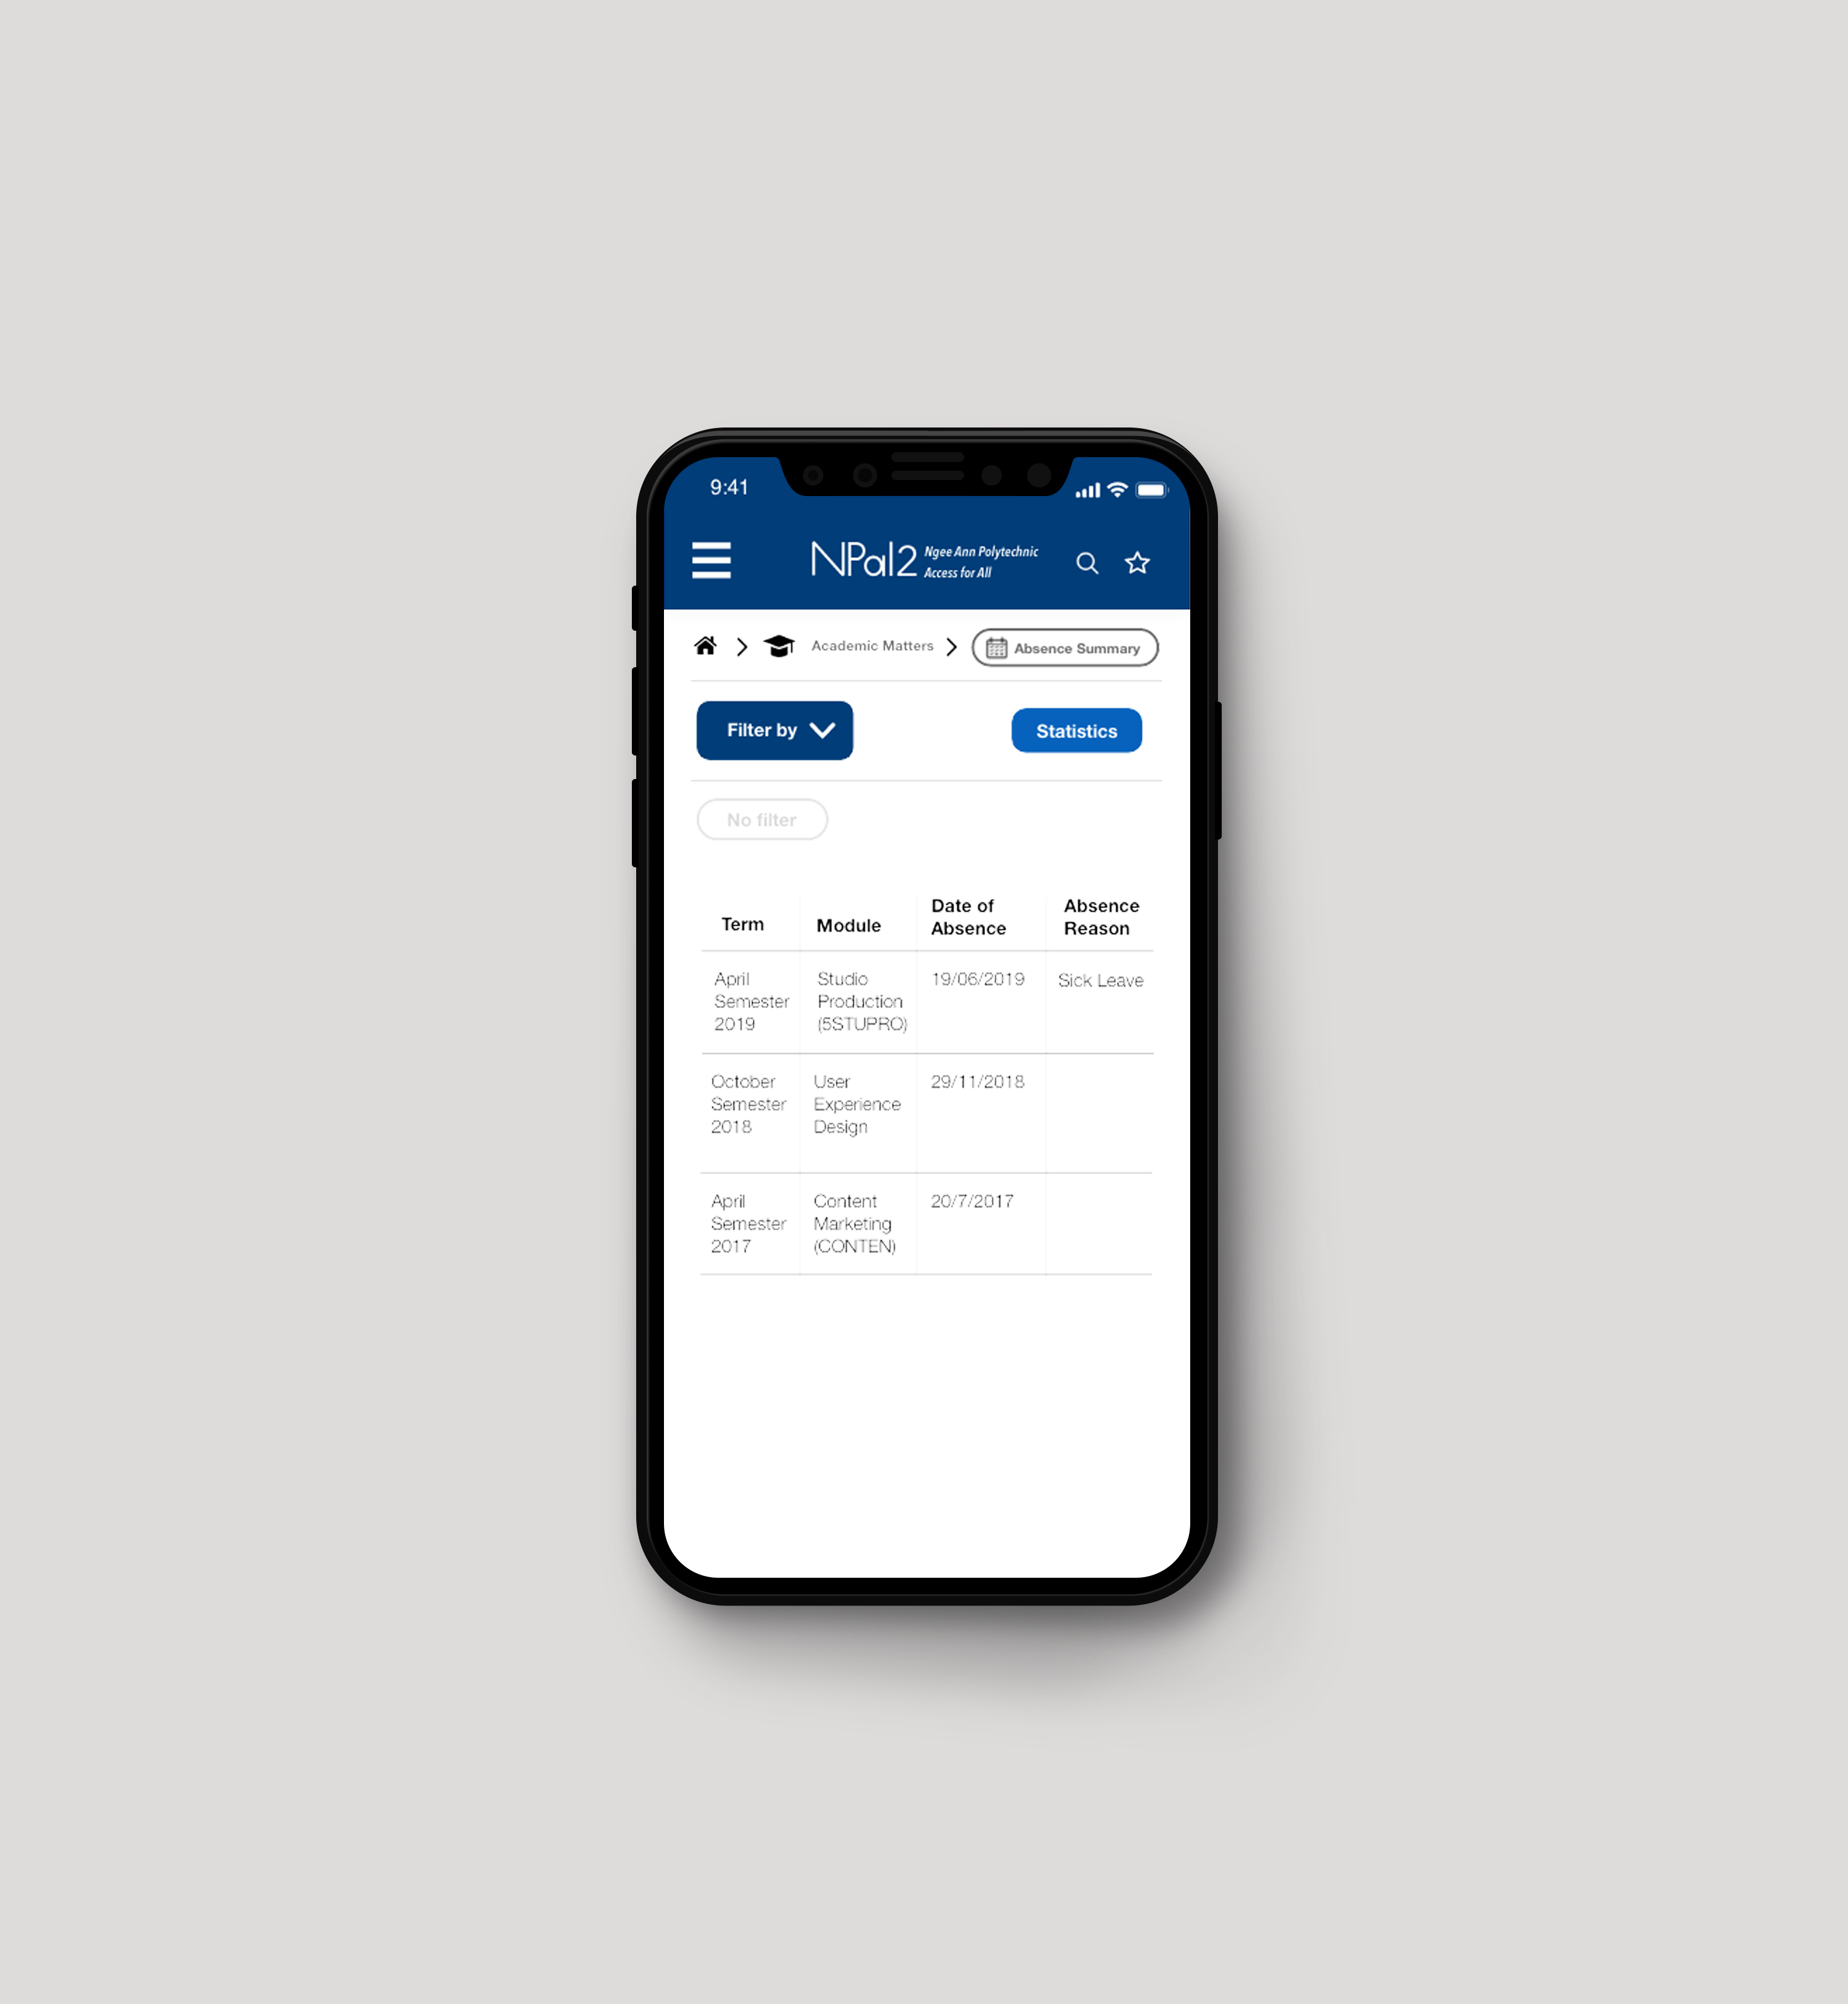 9:41
NPal2 Ngee Ann Polytechnic
Access for All
Academic Matters
Absence Summary
Filter by
Statistics
No filter
Term
Module
Date of
Absence
Absence
Reason
April
Semester
2019
Studio
Production
(5STUPRO)
19/06/2019
Sick Leave
October
Semester
2018
User
Experience
Design
29/11/2018
April
Semester
2017
Content
Marketing
(CONTEN)
20/7/2017